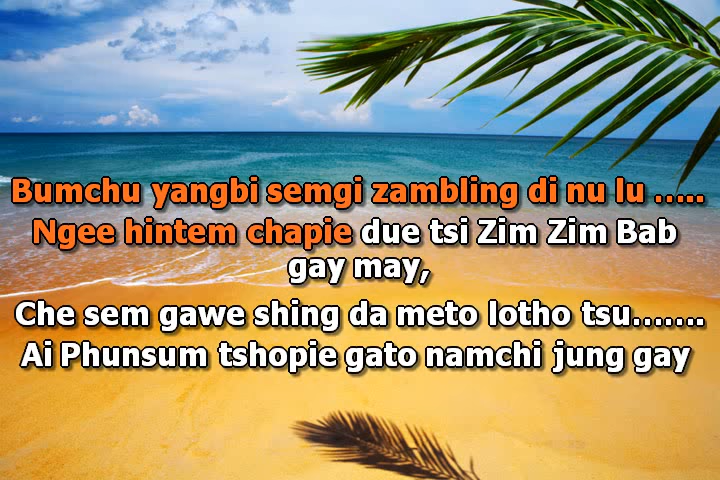 Bumchu yangbi semgi zambling di nu lu .....
Ngee hintem chapie due tsi Zim Zim Bab
gay may,
Che sem gawe shing da meto lotho tsu.......
Ai Phunsum tshopie gato namchi jung gay